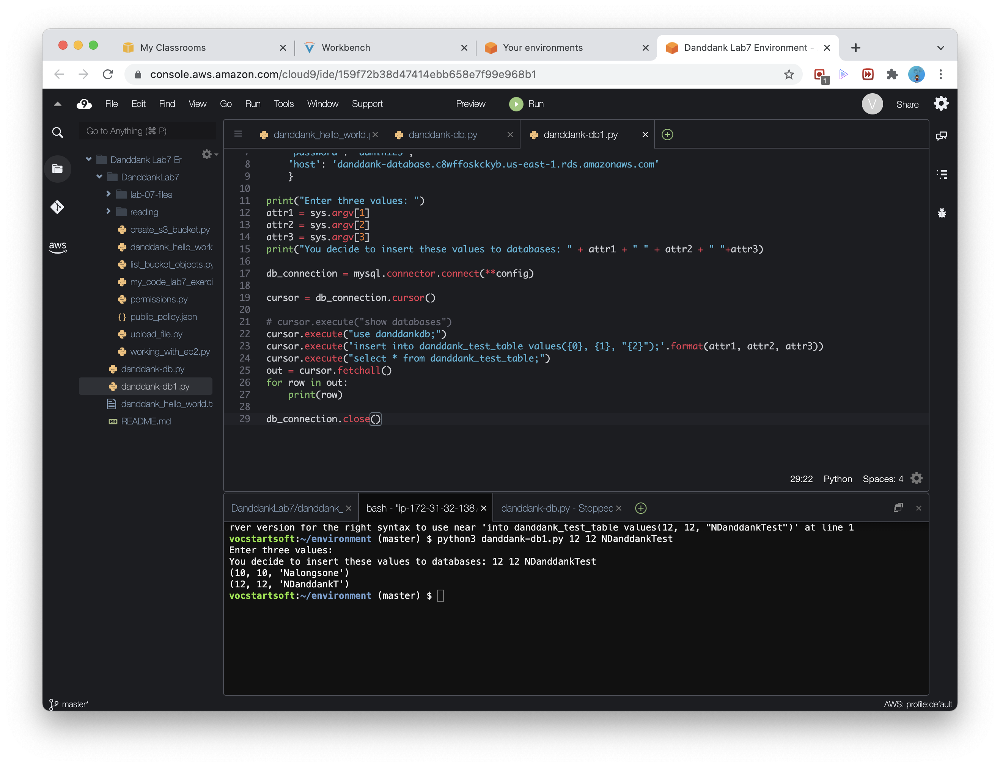 My Classrooms
Workbench
Your environments
Danddank Lab7 Environment -
console.aws.amazon.com/cloud9/ide/159f72b38d47414ebb658e7f99e968b1
1
9 File Edit Find View Go Run Tools Window Support Preview Run V Share
Go to Anything (⌘ P)
Danddank Lab7 Er
DanddankLab7
lab-07-files
reading
create_s3_bucket.py
danddank_hello_worlc
list_bucket_objects.py
my_code_lab7_exerci
permissions.py
{} public_policy.json
upload_file.py
working_with_ec2.py
danddank-db.py
danddank-db1.py
danddank_hello_world.tx
M↓ README.md
aws
danddank_hello_world.p
danddank-db.py
danddank-db1.py
7 'password': 'admin123',
8 'host': 'danddank-database.c8wffoskckyb.us-east-1.rds.amazonaws.com'
9 }
10
11 print("Enter three values: ")
12 attr1 = sys.argv[1]
13 attr2 = sys.argv[2]
14 attr3 = sys.argv[3]
15 print("You decide to insert these values to databases: " + attr1 + " " + attr2 + " "+attr3)
16
17 db_connection = mysql.connector.connect(**config)
18
19 cursor = db_connection.cursor()
20
21 # cursor.execute("show databases")
22 cursor.execute("use danddankdb;")
23 cursor.execute('insert into danddank_test_table values({0}, {1}, "{2}");'.format(attr1, attr2, attr3))
24 cursor.execute("select * from danddank_test_table;")
25 out = cursor.fetchall()
26 for row in out:
27 print(row)
28
29 db_connection.close()
29:22 Python Spaces: 4
DanddankLab7/danddank_
bash - "ip-172-31-32-138.
danddank-db.py - Stopped
rver version for the right syntax to use near 'into danddank_test_table values(12, 12, "NDanddankTest")' at line 1
vocstartsoft:~/environment (master) $ python3 danddank-db1.py 12 12 NDanddankTest
Enter three values:
You decide to insert these values to databases: 12 12 NDanddankTest
(10, 10, 'Nalongsone')
(12, 12, 'NDanddankT')
vocstartsoft:~/environment (master) $
master*
AWS: profile:default